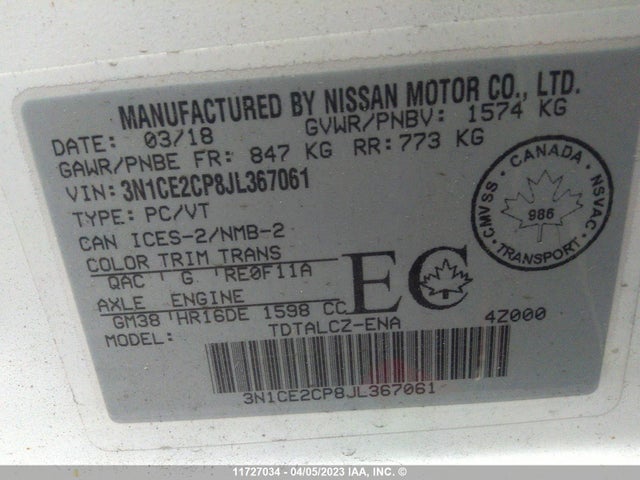 MANUFACTURED BY NISSAN MOTOR CO., LTD.
DATE: 03/18 GVWR/PNBV: 1574 KG
GAWR/PNBE FR: 847 KG RR: 773 KG
VIN: 3N1CE2CP8JL367061
TYPE: PC/VT
CAN ICES-2/NMB-2
COLOR TRIM TRANS
QAC G RE0F11A
AXLE ENGINE
GM38 HR16DE 1598 CC
MODEL: TDTALCZ-ENA 4Z000
EC
CANADA
CMVSS NSVAC
986
TRANSPORT
3N1CE2CP8JL367061
11727034 - 04/05/2023 IAA, INC. ©